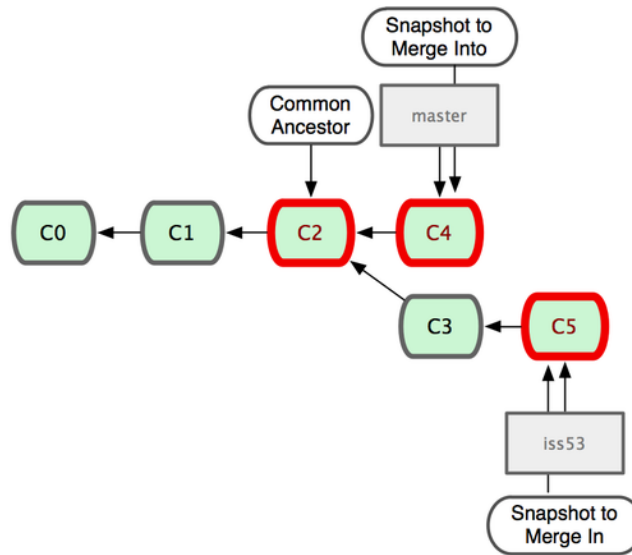 Snapshot to
Merge Into
Common
Ancestor
master
C0
C1
C2
C4
C3
C5
iss53
Snapshot to
Merge In